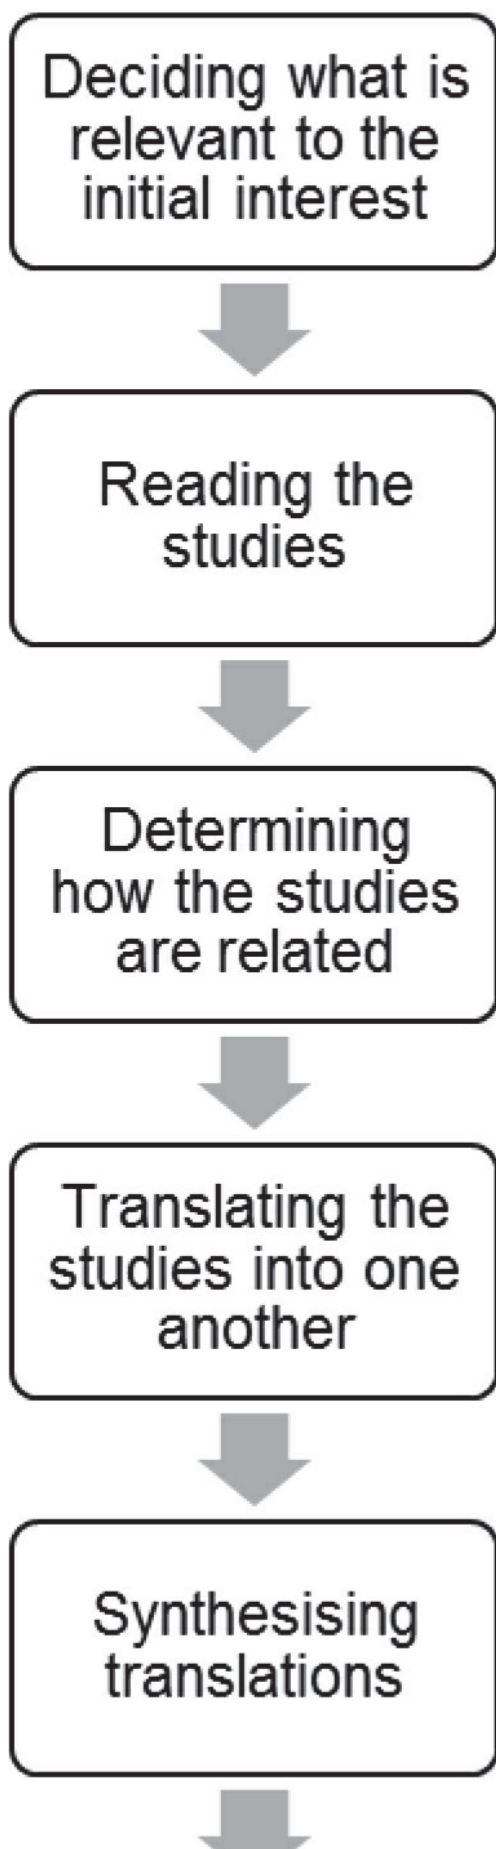 Deciding what is
relevant to the
initial interest
Reading the
studies
Determining
how the studies
are related
Translating the
studies into one
another
Synthesising
translations